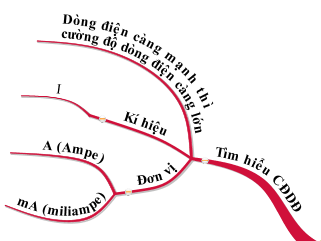 Dòng điện càng mạnh thì
cường độ dòng điện càng lớn
I
Kí hiệu
A (Ampe)
Đơn vị
mA (miliampe)
Tìm hiểu CDDĐ